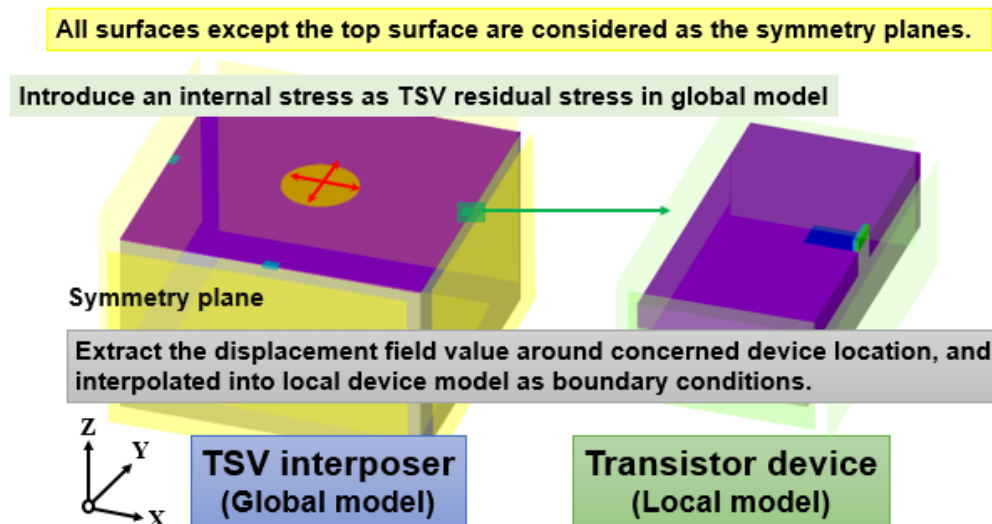 All surfaces except the top surface are considered as the symmetry planes.
Introduce an internal stress as TSV residual stress in global model
Symmetry plane
Extract the displacement field value around concerned device location, and
interpolated into local device model as boundary conditions.
Z
Y
X
TSV interposer
(Global model)
Transistor device
(Local model)